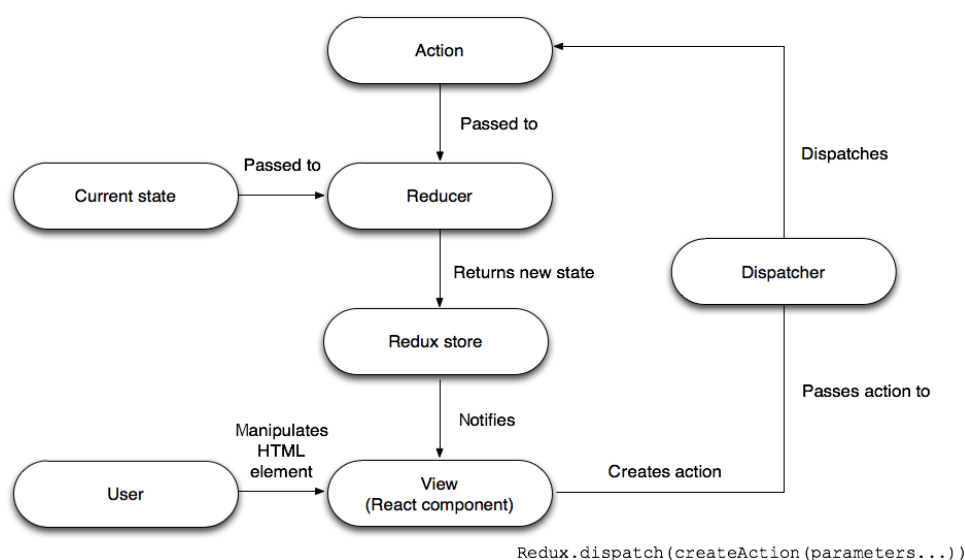 Action
Passed to
Dispatches
Passed to
Current state
Reducer
Returns new state
Dispatcher
Redux store
Passes action to
Notifies
Manipulates
HTML
element
Creates action
User
View
(React component)
Redux.dispatch(createAction(parameters...))